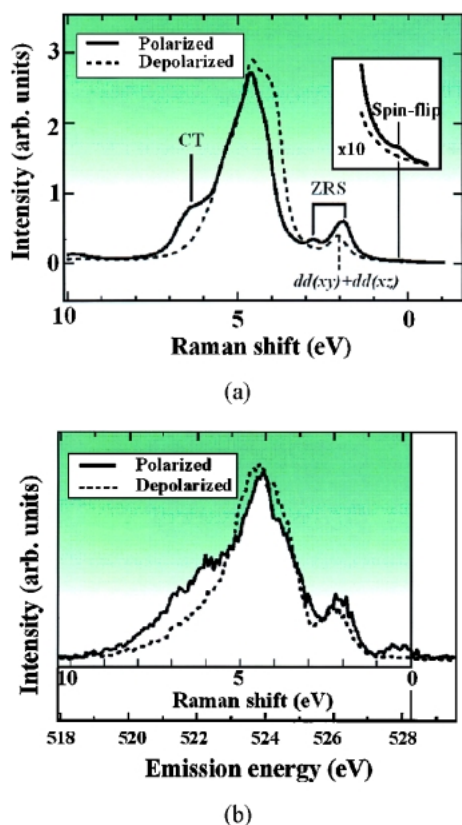 Polarized
Depolarized
3
2
1
0
Intensity (arb. units)
CT
ZRS
Spin-flip
x10
dd(xy)+dd(xz)
10 5 0
Raman shift (eV)
(a)
Polarized
Depolarized
Intensity (arb. units)
10 5 0
Raman shift (eV)
518 520 522 524 526 528
Emission energy (eV)
(b)